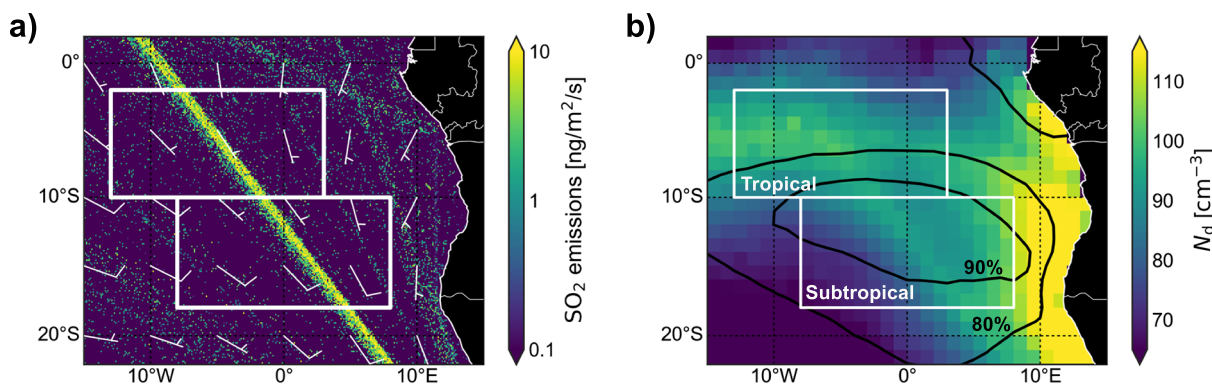 a)
0°
10°S
20°S
10°W
0°
10°E
10
1
0.1
SO₂ emissions [ng/m²/s]
b)
0°
10°S
20°S
10°W
0°
10°E
Tropical
90%
Subtropical
80%
110
100
90
80
70
N_d [cm⁻³]